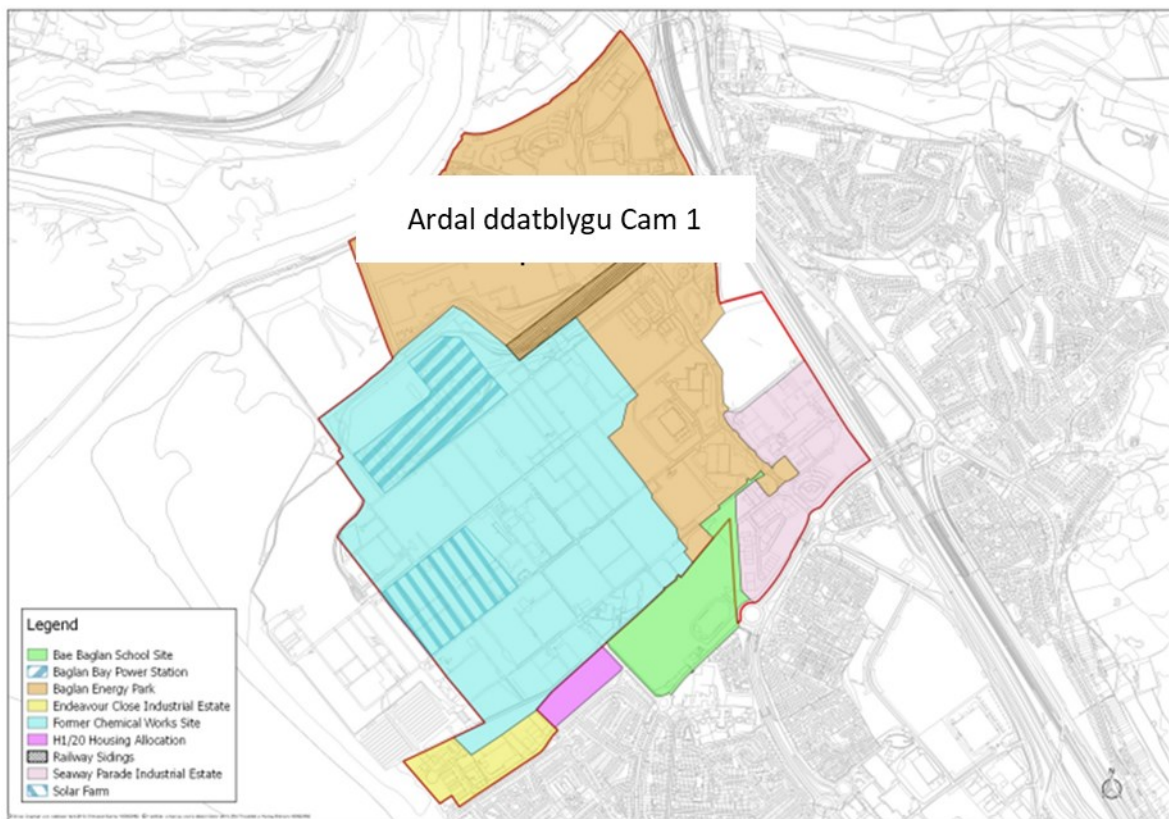 Ardal ddatblygu Cam 1
Legend
Bae Baglan School Site
Baglan Bay Power Station
Baglan Energy Park
Endeavour Close Industrial Estate
Former Chemical Works Site
H1/20 Housing Allocation
Railway Sidings
Seaway Parade Industrial Estate
Solar Farm